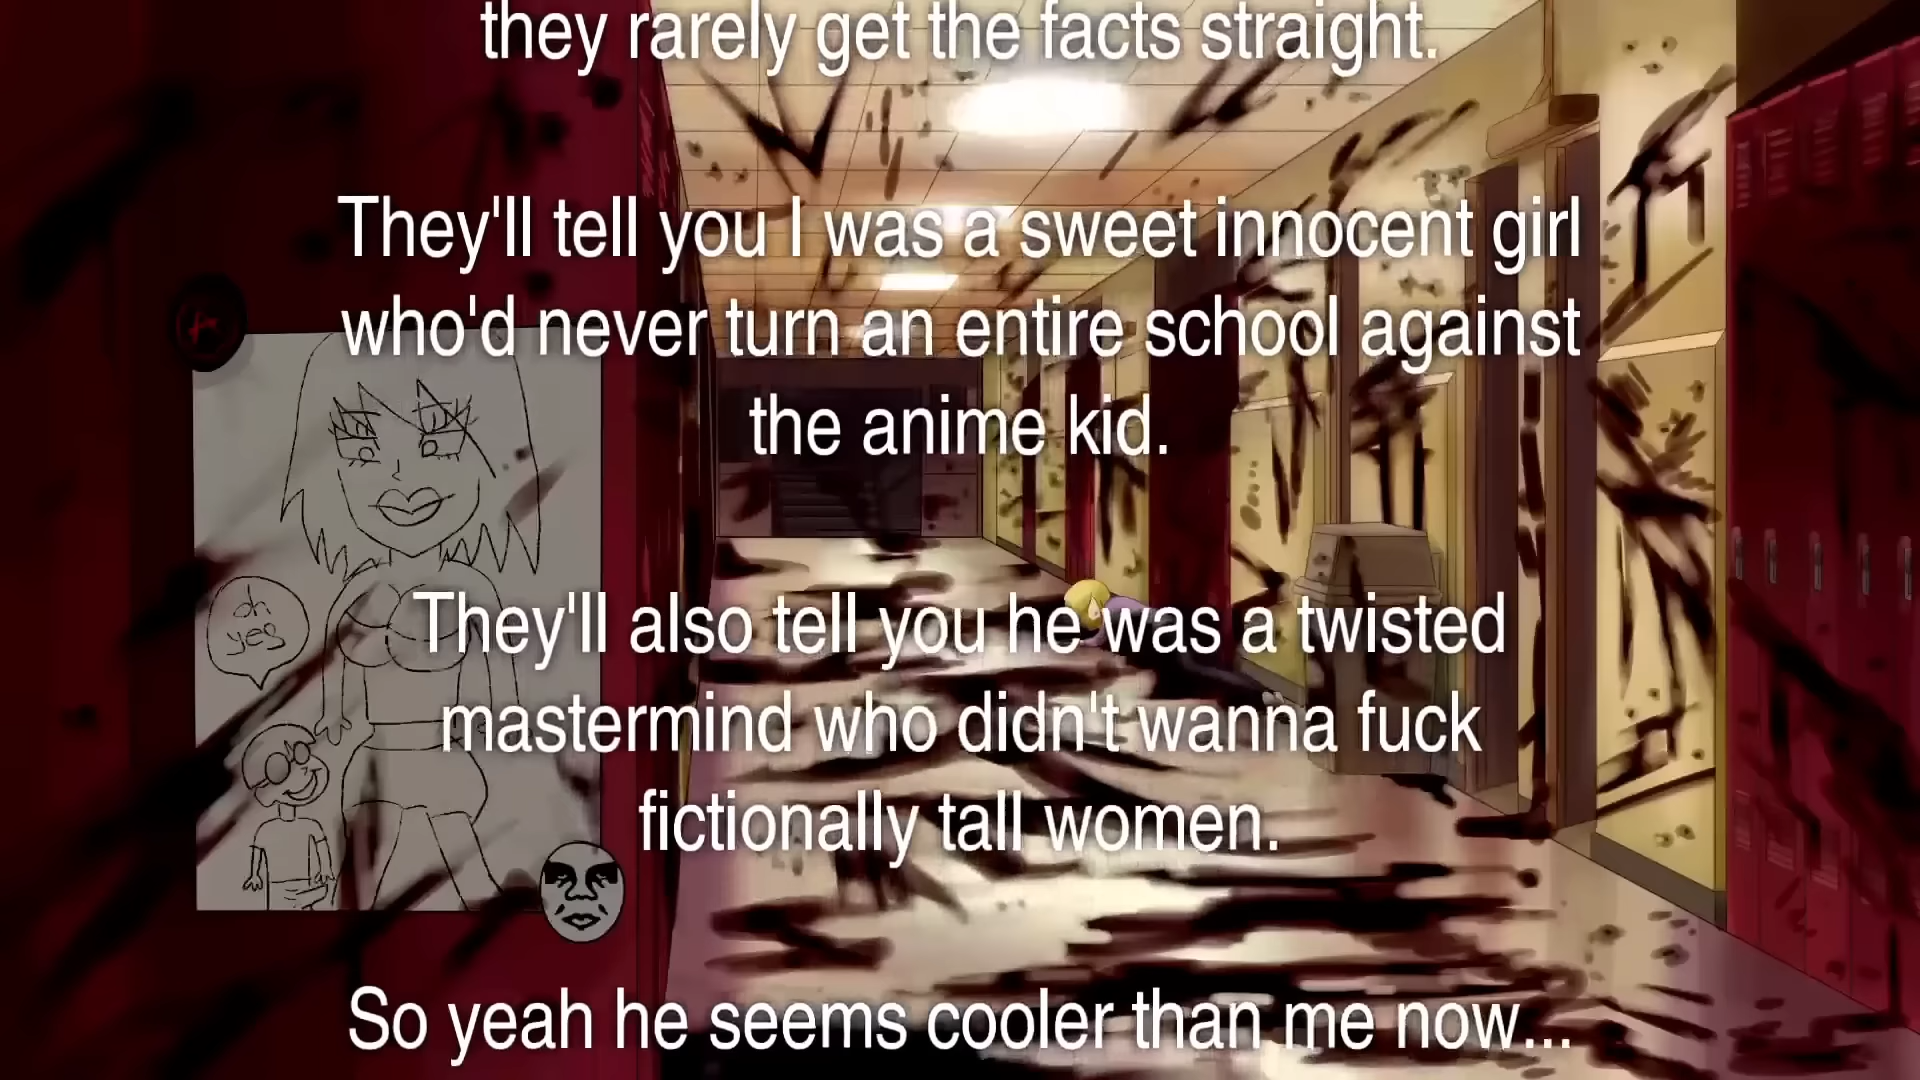 they rarely get the facts straight.
They'll tell you I was a sweet innocent girl
who'd never turn an entire school against
the anime kid.
oh
yes
They'll also tell you he was a twisted
mastermind who didn't wanna fuck
fictionally tall women.
So yeah he seems cooler than me now...